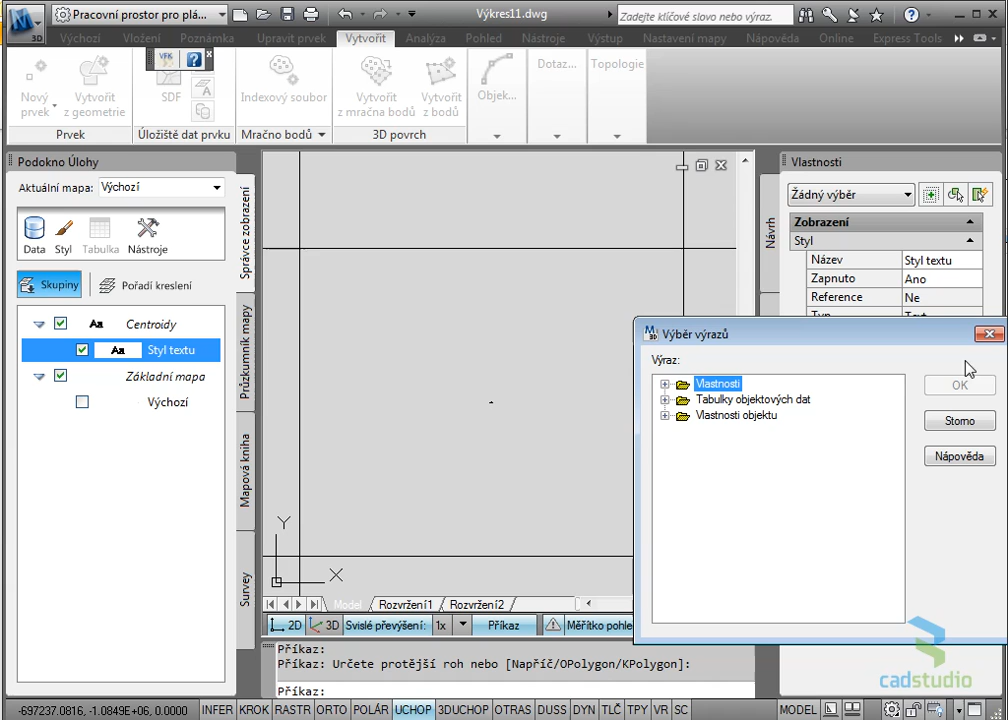 Pracovní prostor pro plá...
Výkres11.dwg
Zadejte klíčové slovo nebo výraz.
3D
Výchozí
Vložení
Poznámka
Upravit prvek
Vytvořit
Analýza
Pohled
Nástroje
Výstup
Nastavení mapy
Nápověda
Online
Express Tools
VFK
Nový
prvek
Vytvořit
z geometrie
SDF
Indexový soubor
Vytvořit
z mračna bodů
Vytvořit
z bodů
Objek...
Dotaz...
Topologie
Prvek
Úložiště dat prvku
Mračno bodů
3D povrch
Podokno Úlohy
Aktuální mapa:
Výchozí
Data
Styl
Tabulka
Nástroje
Skupiny
Pořadí kreslení
Aa
Centroidy
Aa
Styl textu
Základní mapa
Výchozí
Správce zobrazení
Průzkumník mapy
Mapová kniha
Survey
Y
X
Model
Rozvržení1
Rozvržení2
2D
3D
Svislé převýšení:
1x
Příkaz
Měřítko pohle
Příkaz:
Příkaz: Určete protější roh nebo [Napříč/OPolygon/KPolygon]:
Příkaz:
Vlastnosti
Návrh
Žádný výběr
Zobrazení
Styl
Název
Styl textu
Zapnuto
Ano
Reference
Ne
Výběr výrazů
Výraz:
Vlastnosti
Tabulky objektových dat
Vlastnosti objektu
OK
Storno
Nápověda
cadstudio
-697237.0816, -1.0849E+06, 0.0000
INFER
KROK
RASTR
ORTO
POLÁR
UCHOP
3DUCHOP
OTRAS
DUSS
DYN
TLČ
TPY
VR
SC
MODEL